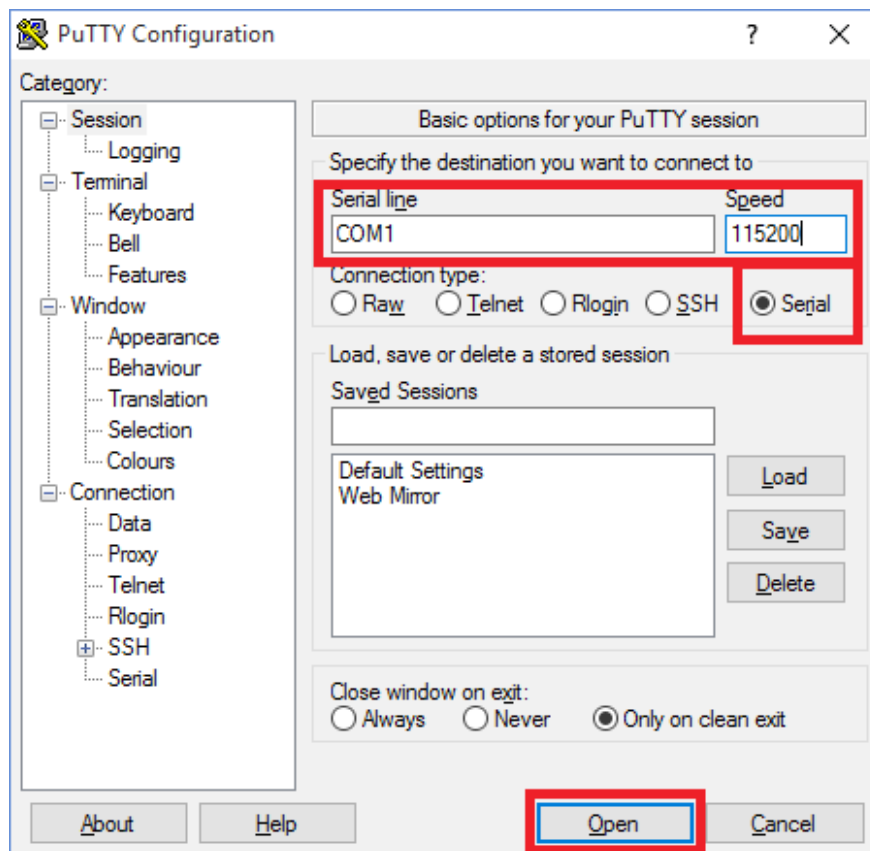 PuTTY Configuration
?
Category:
Session
Logging
Terminal
Keyboard
Bell
Features
Window
Appearance
Behaviour
Translation
Selection
Colours
Connection
Data
Proxy
Telnet
Rlogin
SSH
Serial
Basic options for your PuTTY session
Specify the destination you want to connect to
Serial line Speed
COM1 115200
Connection type:
Raw Telnet Rlogin SSH Serial
Load, save or delete a stored session
Saved Sessions
Default Settings
Web Mirror
Load
Save
Delete
Close window on exit:
Always Never Only on clean exit
About Help Open Cancel